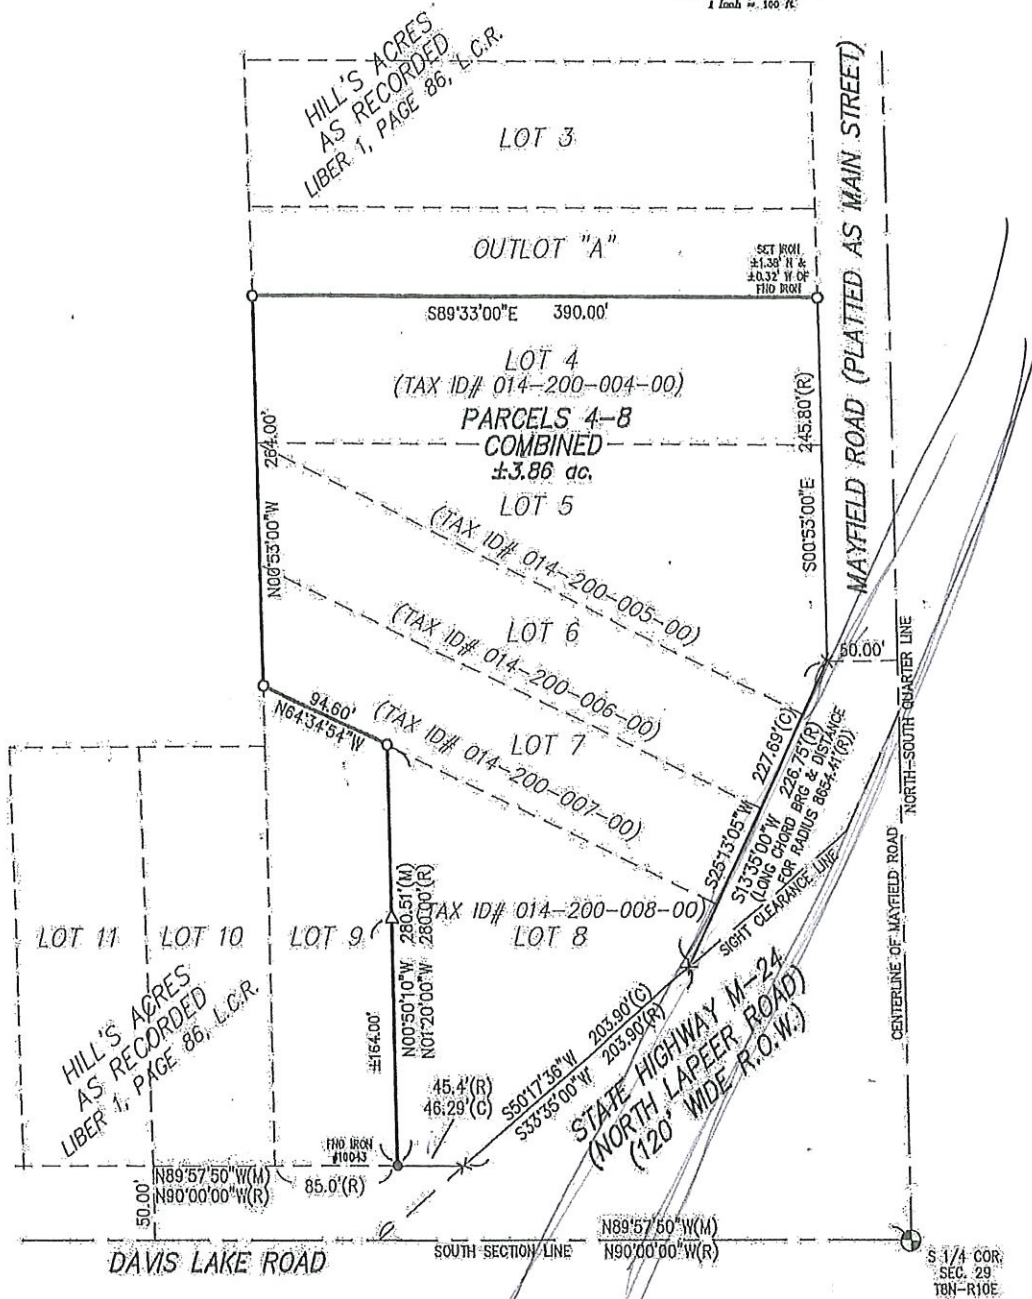 1 Inch = 100 ft.
HILL'S ACRES
AS RECORDED
LIBER 1, PAGE 86, L.C.R.
LOT 3
MAYFIELD ROAD (PLATTED AS MAIN STREET)
OUTLOT "A"
SET IRON
±1.38' N &
±0.32' W OF
FND IRON
S89°33'00"E 390.00'
LOT 4
(TAX ID# 014-200-004-00)
PARCELS 4-8
COMBINED
±3.86 ac.
245.80'(R)
S00°53'00"E
264.00'
N00°53'00"W
LOT 5
(TAX ID# 014-200-005-00)
LOT 6
(TAX ID# 014-200-006-00)
50.00'
NORTH-SOUTH QUARTER LINE
94.60'
N64°34'54"W
LOT 7
(TAX ID# 014-200-007-00)
S25°13'05"W 227.69'(C)
S13°35'00"W 226.75'(R)
(LONG CHORD BRG & DISTANCE
FOR RADIUS 8654.41(R))
SIGHT CLEARANCE LINE
CENTERLINE OF MAYFIELD ROAD
TAX ID# 014-200-008-00)
LOT 11
LOT 10
LOT 9
LOT 8
±164.00'
N00°50'10"W 280.51'(M)
N01°20'00"W 280.00'(R)
HILL'S ACRES
AS RECORDED
LIBER 1, PAGE 86, L.C.R.
S50°17'36"W 203.90'(C)
S33°35'00"W 203.90'(R)
STATE HIGHWAY M-24
(NORTH LAPEER ROAD)
(120' WIDE R.O.W.)
45.4'(R)
46.29'(C)
FND IRON
#10043
N89°57'50"W(M)
N90°00'00"W(R)
85.0'(R)
50.00'
N89°57'50"W(M)
N90°00'00"W(R)
DAVIS LAKE ROAD
SOUTH SECTION LINE
S 1/4 COR.
SEC. 29
T8N-R10E